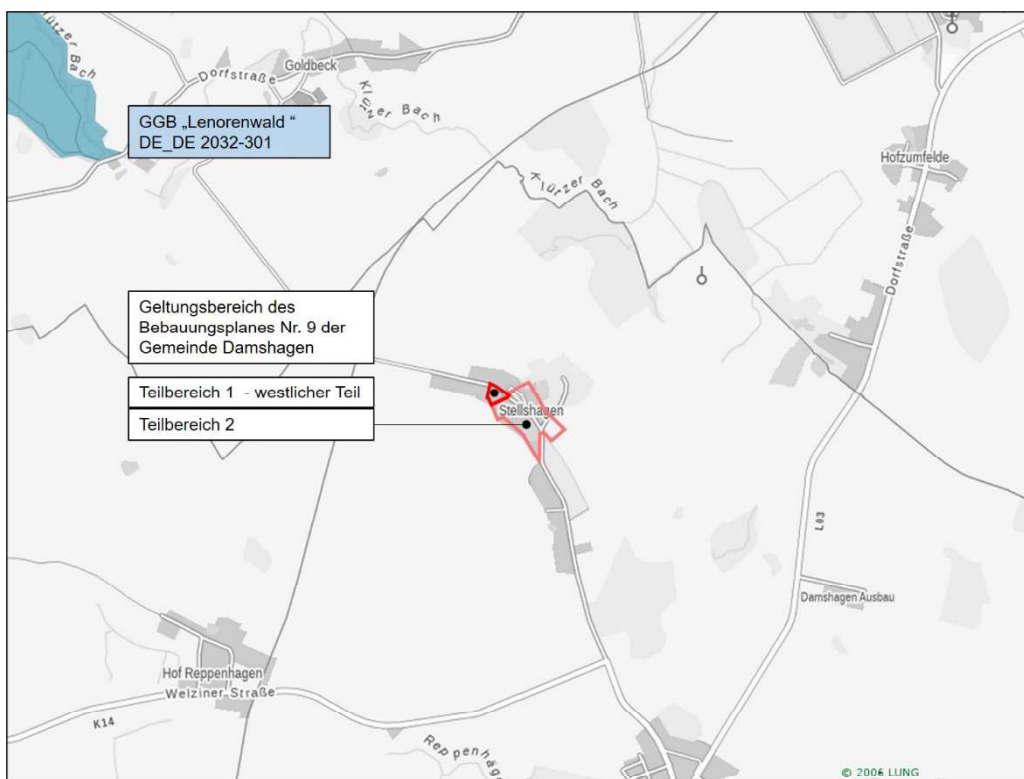 Klützer
Bach
Goldbeck
Dorfstraße
Klützer Bach
GGB „Lenorenwald “
DE_DE 2032-301
Hofzumfelde
Klützer Bach
Dorfstraße
Geltungsbereich des
Bebauungsplanes Nr. 9 der
Gemeinde Damshagen
Teilbereich 1 - westlicher Teil
Teilbereich 2
Stellshagen
L03
Damshagen Ausbau
Hof Reppenhagen
Welziner Straße
K14
© 2006 LUNG